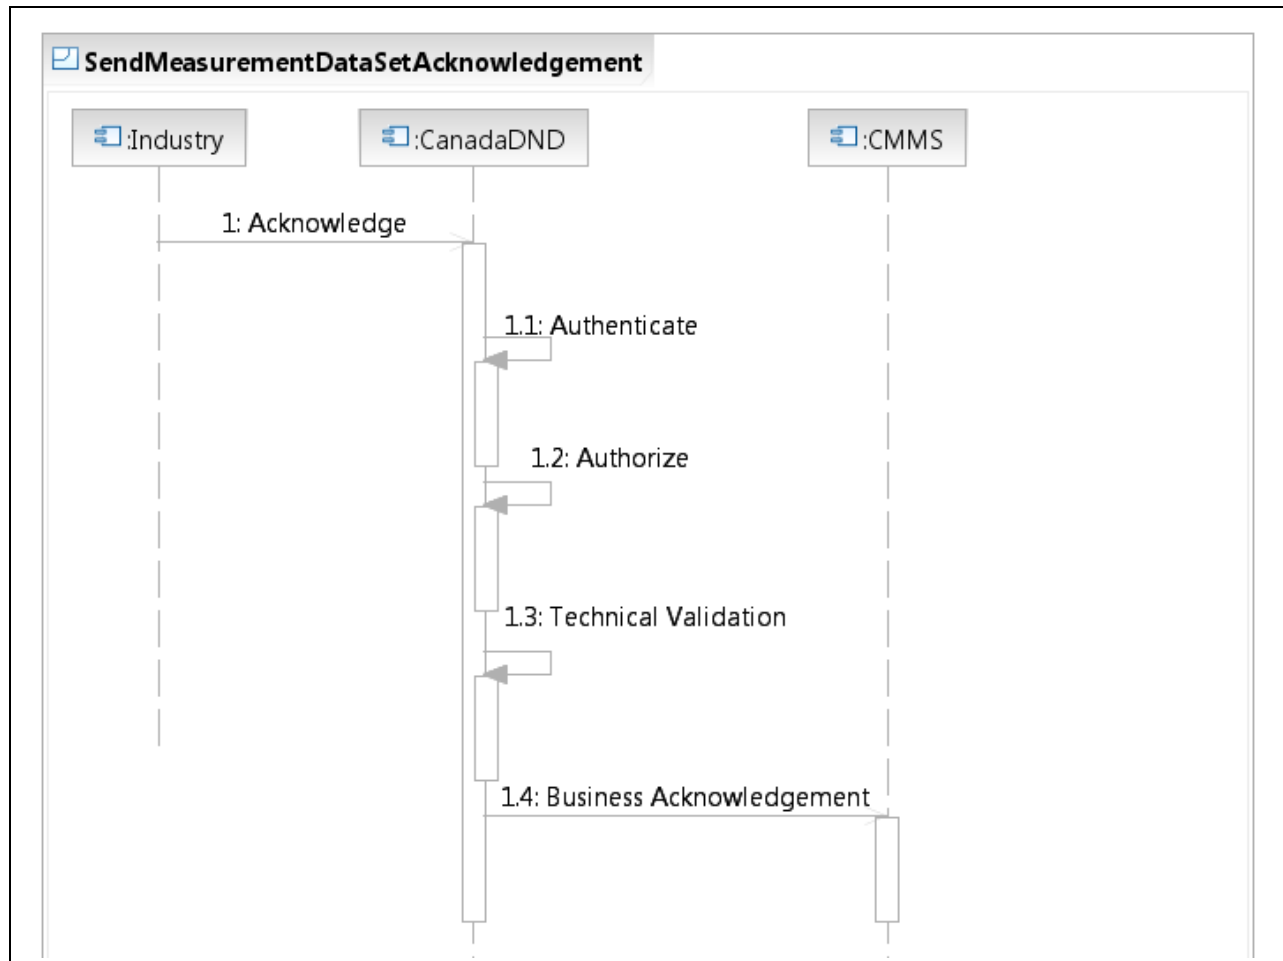 SendMeasurementDataSetAcknowledgement
:Industry
:CanadaDND
:CMMS
1: Acknowledge
1.1: Authenticate
1.2: Authorize
1.3: Technical Validation
1.4: Business Acknowledgement